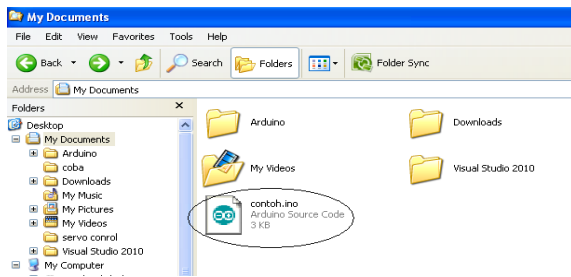 My Documents
File Edit View Favorites Tools Help
Back Search Folders Folder Sync
Address My Documents
Folders
Desktop
My Documents
Arduino
coba
Downloads
My Music
My Pictures
My Videos
servo conrol
Visual Studio 2010
My Computer
Arduino
Downloads
My Videos
Visual Studio 2010
contoh.ino
Arduino Source Code
3 KB